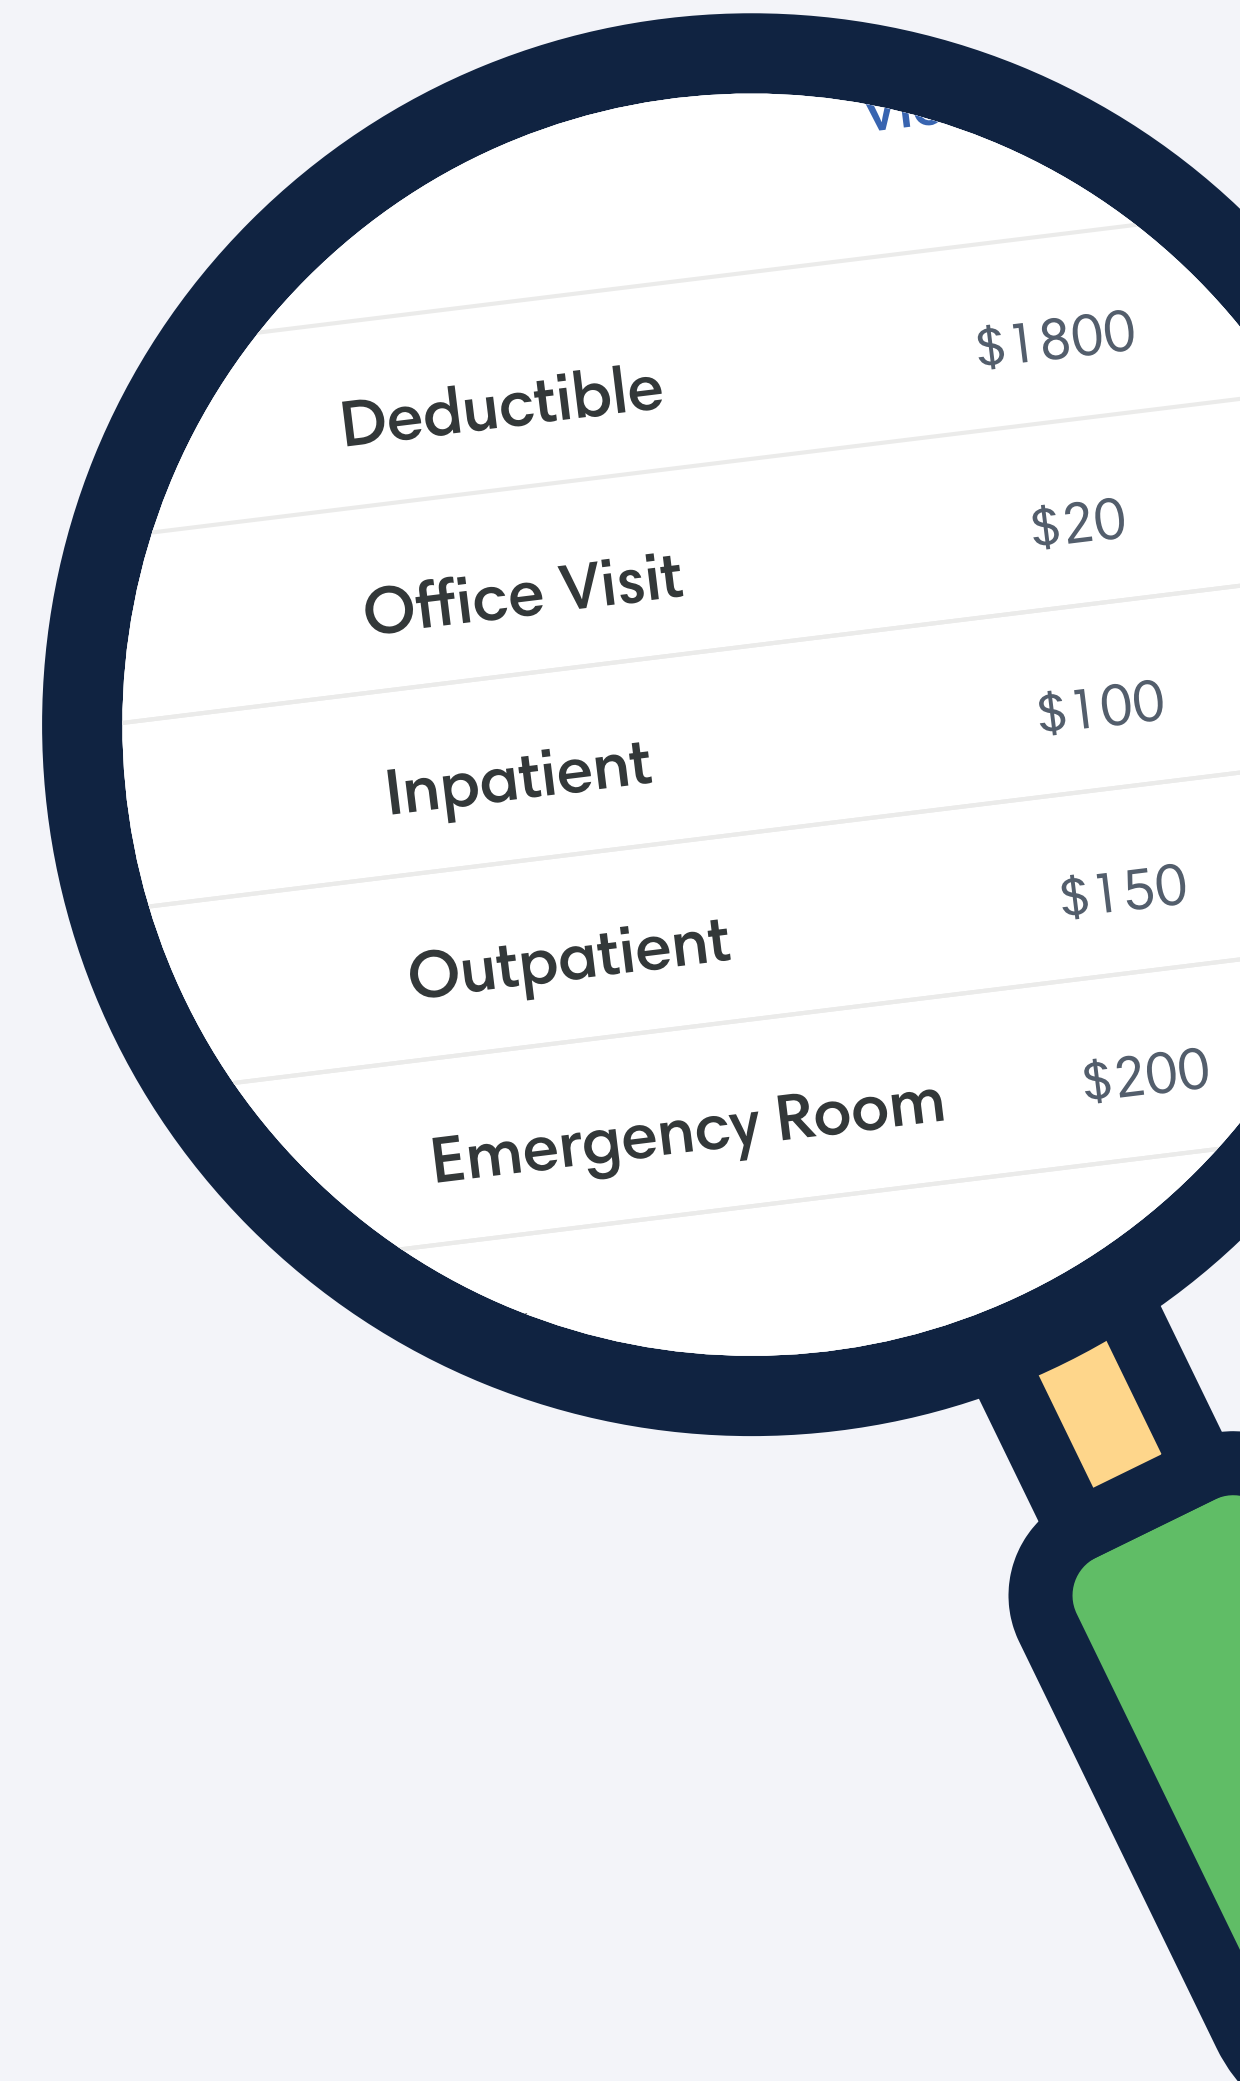 Deductible $1800
Office Visit $20
Inpatient $100
Outpatient $150
Emergency Room $200